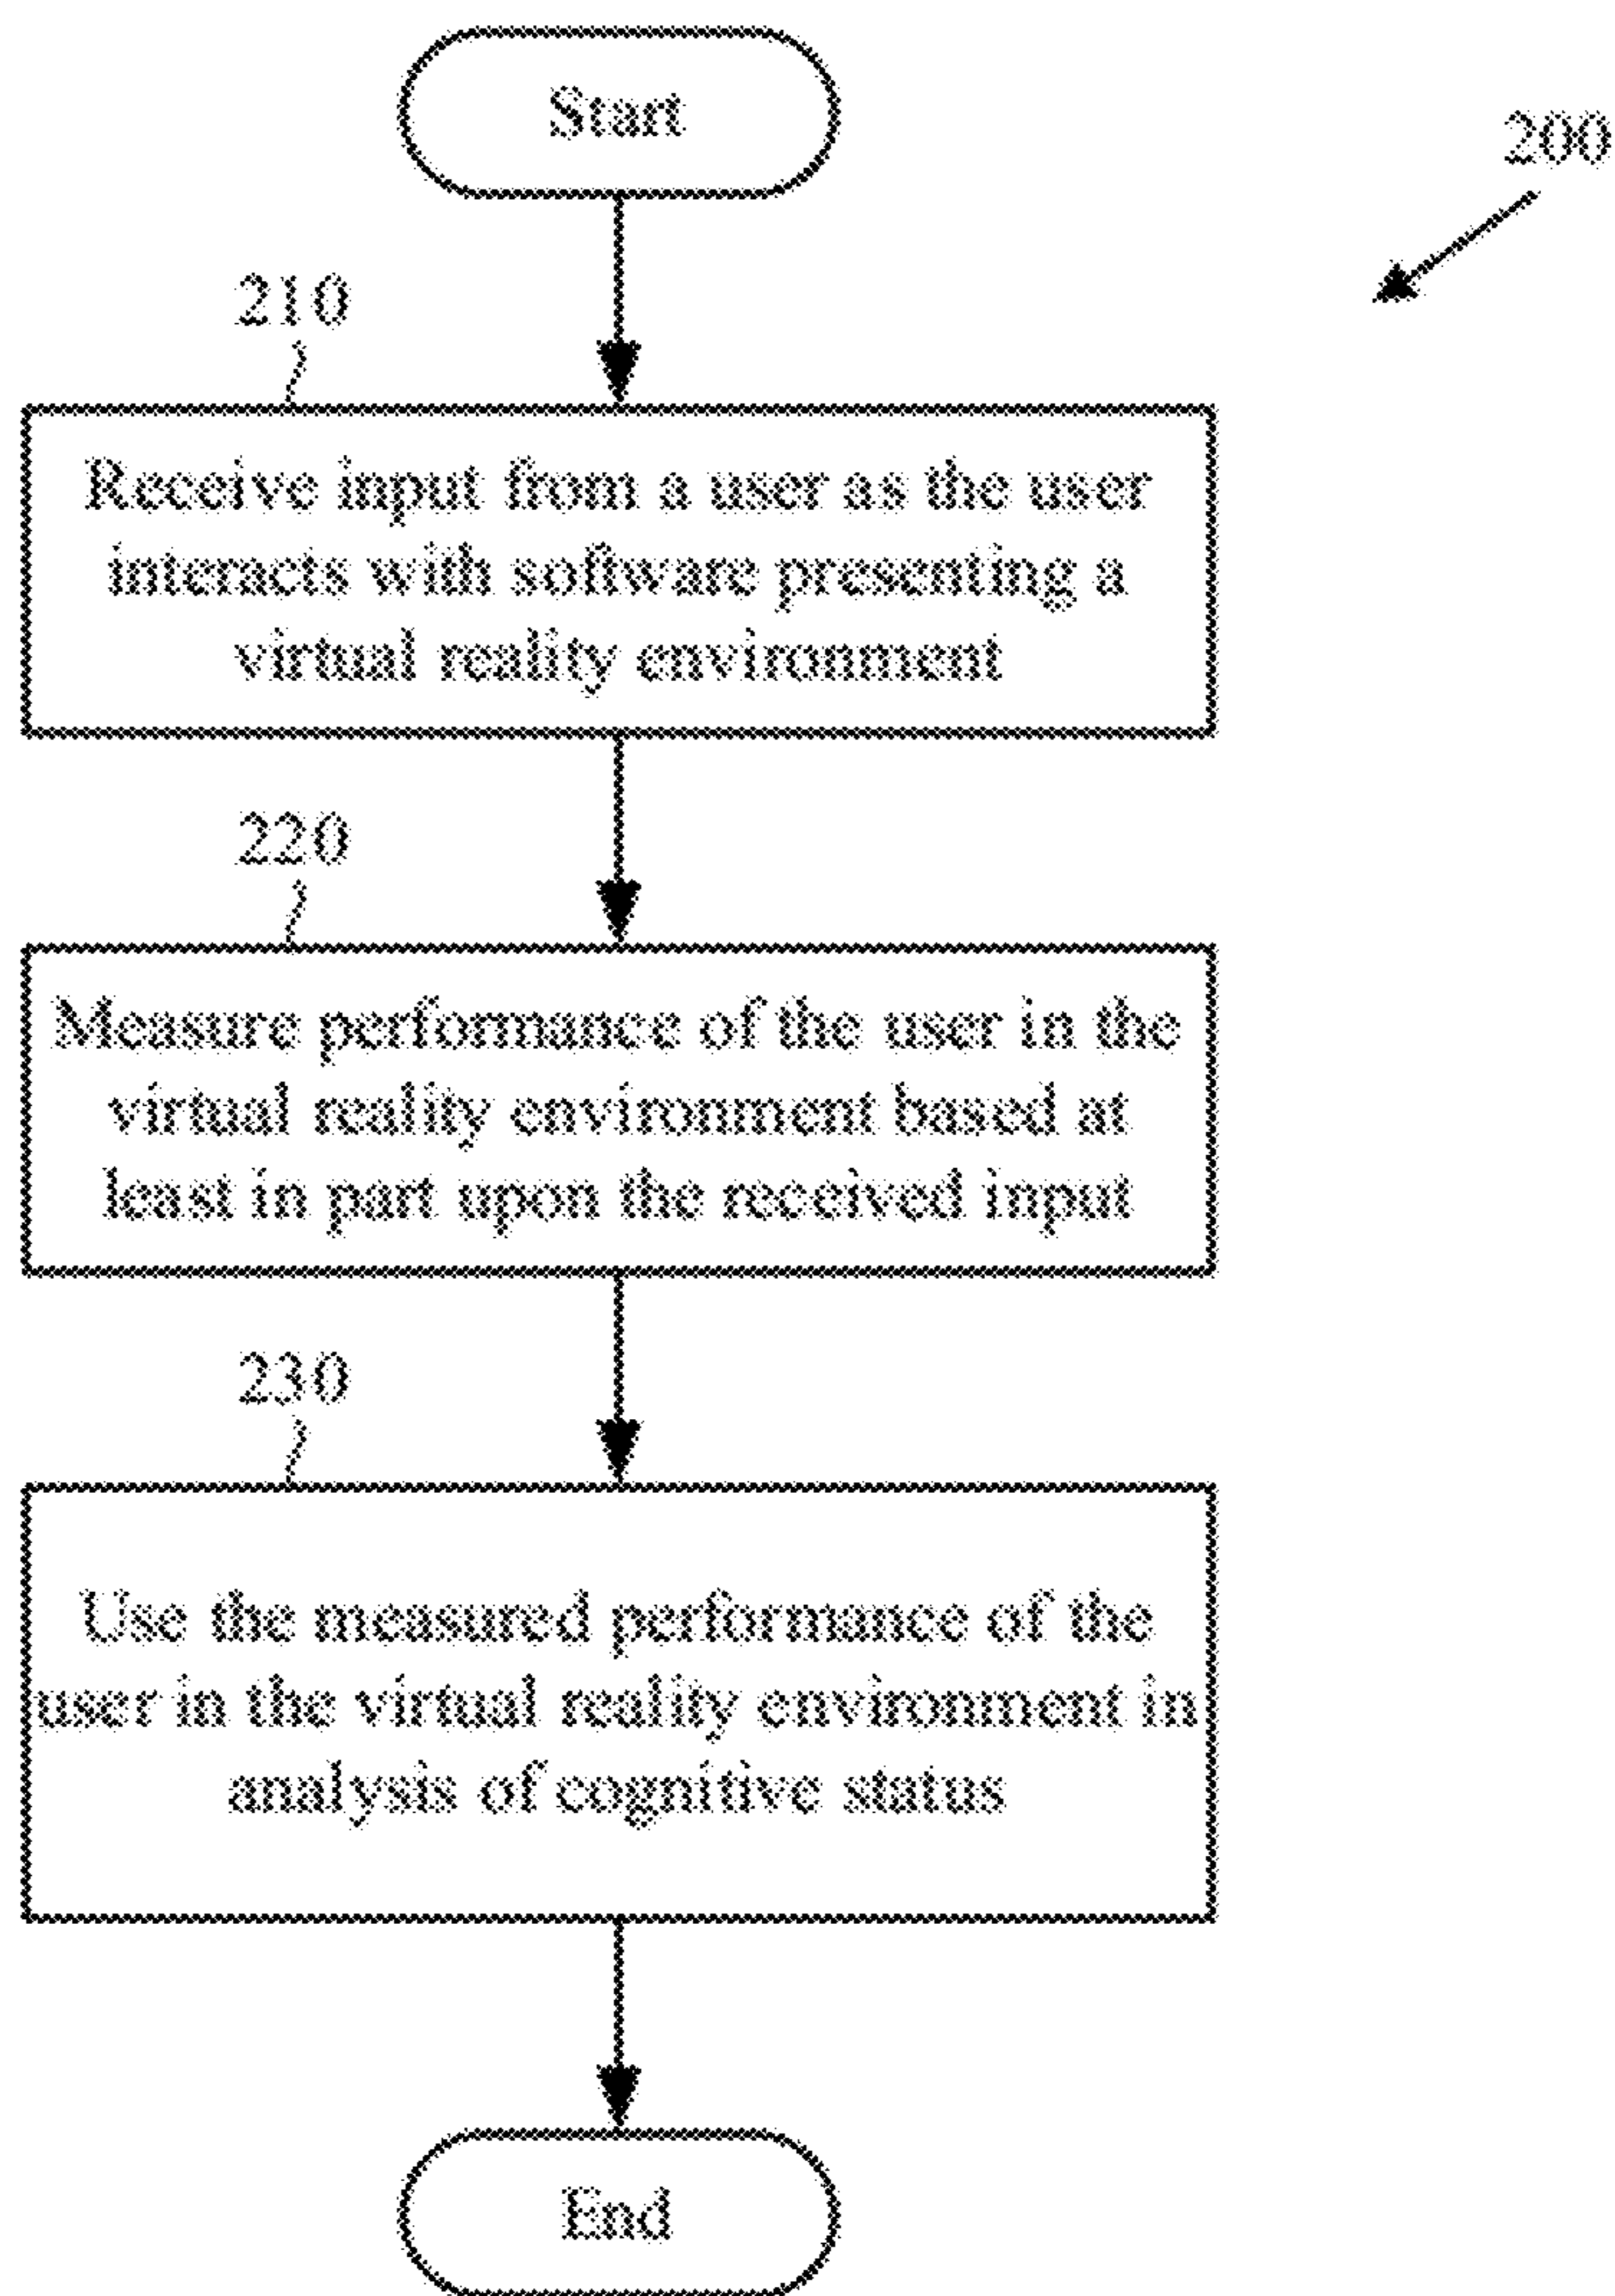 Start
200
210
Receive input from a user as the user
interacts with software presenting a
virtual reality environment
220
Measure performance of the user in the
virtual reality environment based at
least in part upon the received input
230
Use the measured performance of the
user in the virtual reality environment in
analysis of cognitive status
End